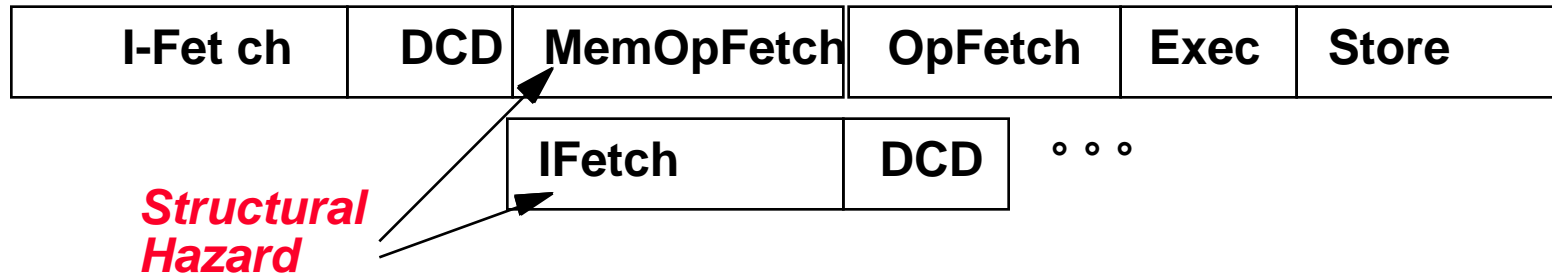 I-Fet ch DCD MemOpFetch OpFetch Exec Store
IFetch DCD ° ° °
Structural
Hazard